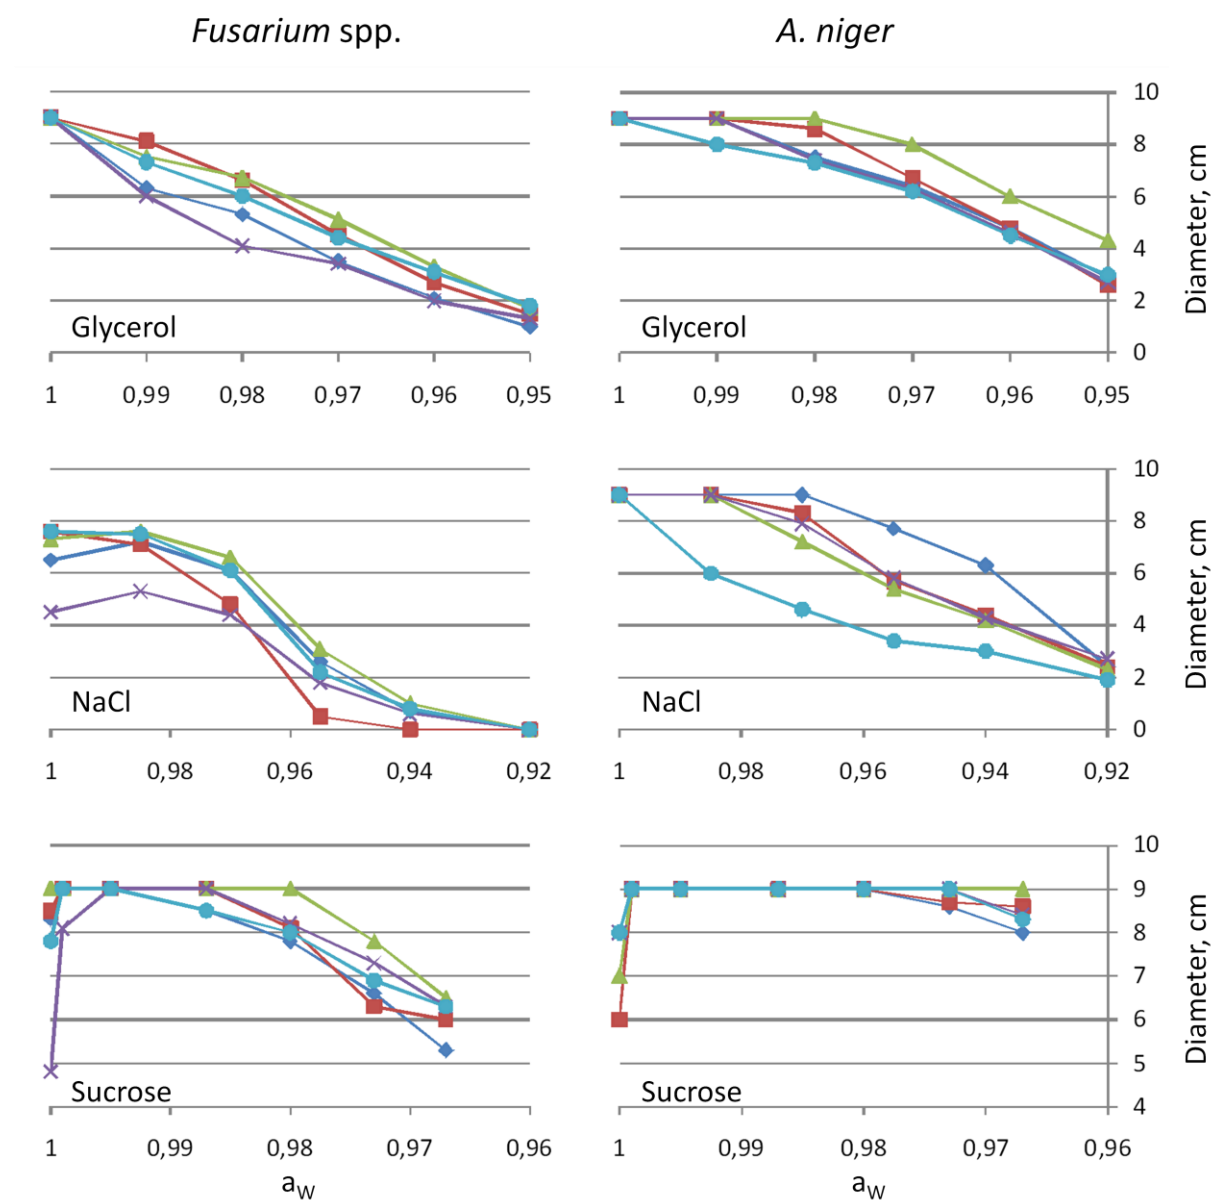 Fusarium spp.
A. niger
10
8
6
4
2
0
Diameter, cm
Glycerol
Glycerol
1 0,99 0,98 0,97 0,96 0,95
1 0,99 0,98 0,97 0,96 0,95
10
8
6
4
2
0
Diameter, cm
NaCl
NaCl
1 0,98 0,96 0,94 0,92
1 0,98 0,96 0,94 0,92
10
9
8
7
6
5
4
Diameter, cm
Sucrose
Sucrose
1 0,99 0,98 0,97 0,96
1 0,99 0,98 0,97 0,96
aW
aW